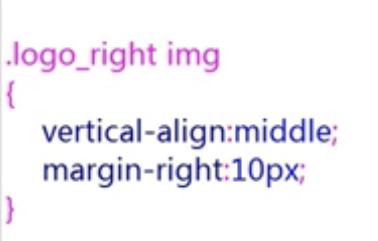 .logo_right img
{
vertical-align:middle;
margin-right:10px;
}